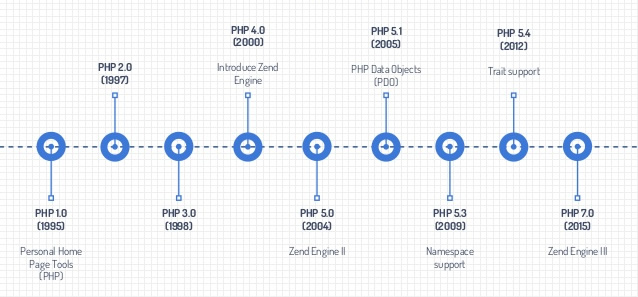 PHP 1.0
(1995)
Personal Home
Page Tools
(PHP)
PHP 2.0
(1997)
PHP 3.0
(1998)
PHP 4.0
(2000)
Introduce Zend
Engine
PHP 5.0
(2004)
Zend Engine II
PHP 5.1
(2005)
PHP Data Objects
(PDO)
PHP 5.3
(2009)
Namespace
support
PHP 5.4
(2012)
Trait support
PHP 7.0
(2015)
Zend Engine III